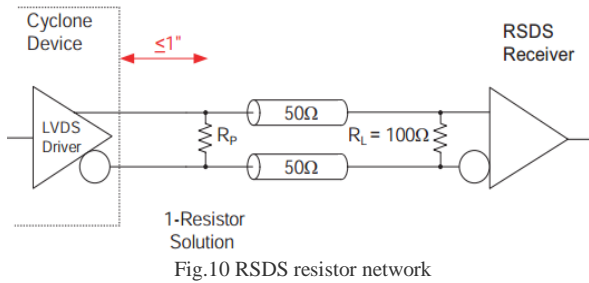 Cyclone
Device
≤1"
RSDS
Receiver
LVDS
Driver
RP
50Ω
RL = 100Ω
50Ω
1-Resistor
Solution
Fig.10 RSDS resistor network